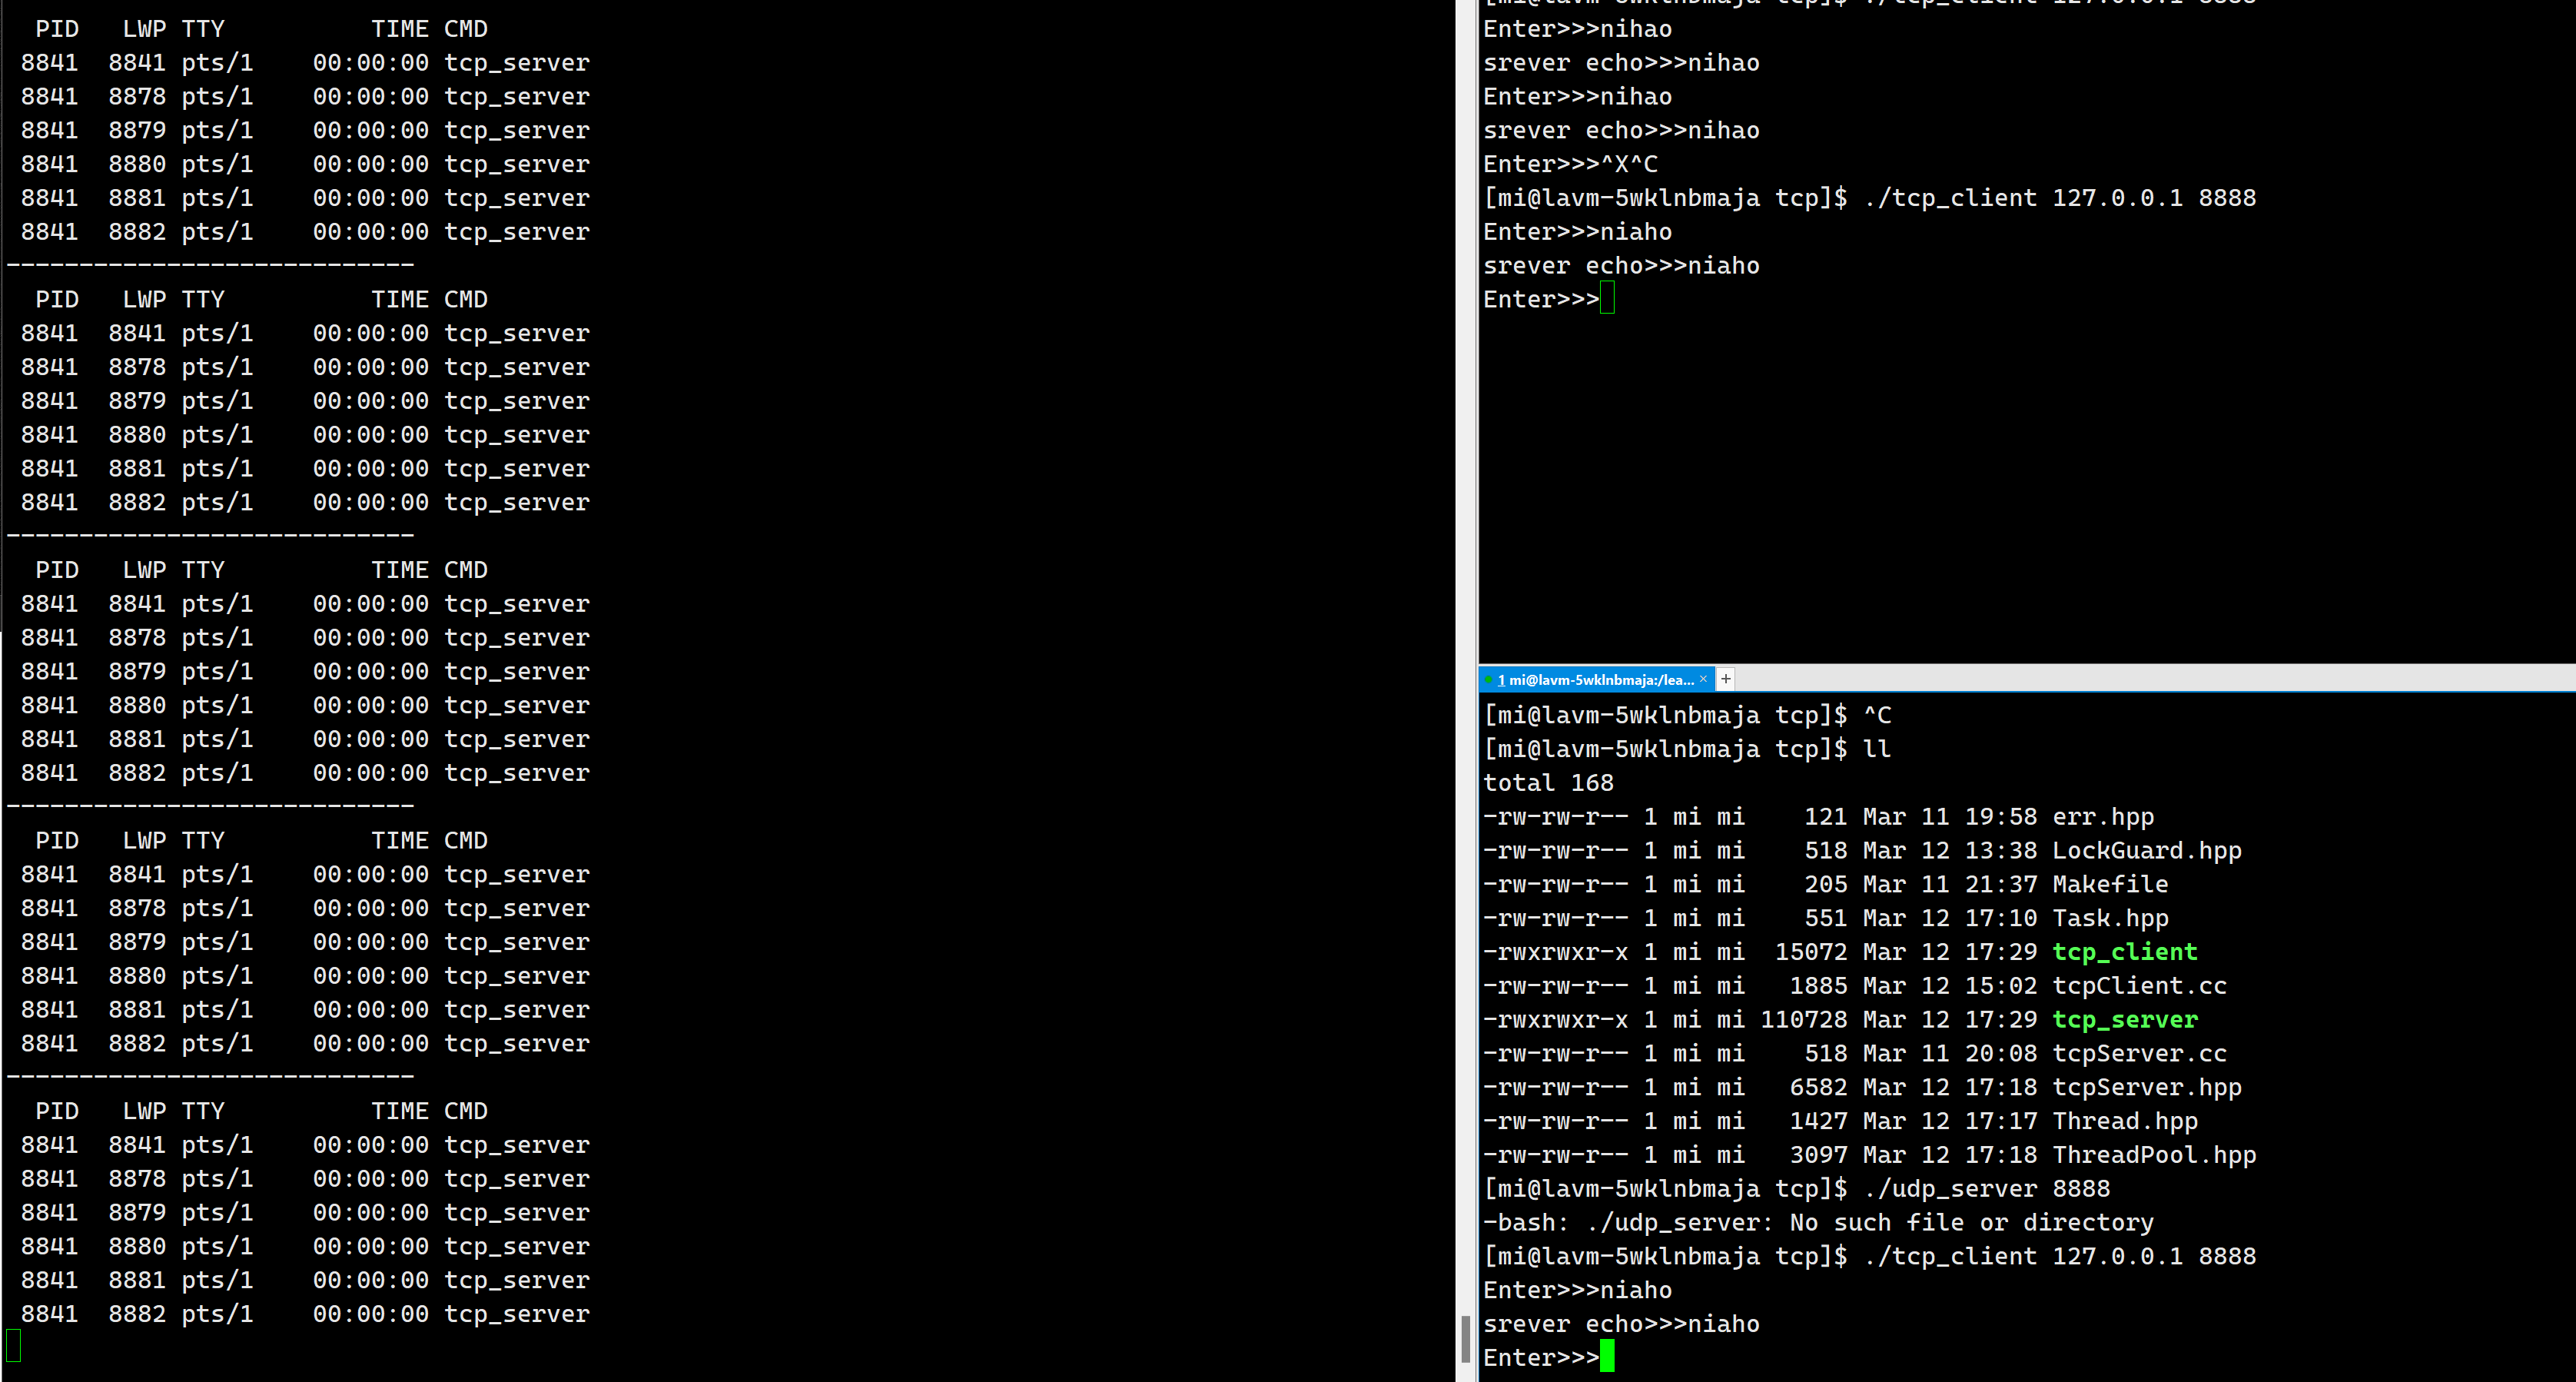 PID   LWP TTY          TIME CMD
8841  8841 pts/1    00:00:00 tcp_server
8841  8878 pts/1    00:00:00 tcp_server
8841  8879 pts/1    00:00:00 tcp_server
8841  8880 pts/1    00:00:00 tcp_server
8841  8881 pts/1    00:00:00 tcp_server
8841  8882 pts/1    00:00:00 tcp_server
----------------------------
PID   LWP TTY          TIME CMD
8841  8841 pts/1    00:00:00 tcp_server
8841  8878 pts/1    00:00:00 tcp_server
8841  8879 pts/1    00:00:00 tcp_server
8841  8880 pts/1    00:00:00 tcp_server
8841  8881 pts/1    00:00:00 tcp_server
8841  8882 pts/1    00:00:00 tcp_server
----------------------------
PID   LWP TTY          TIME CMD
8841  8841 pts/1    00:00:00 tcp_server
8841  8878 pts/1    00:00:00 tcp_server
8841  8879 pts/1    00:00:00 tcp_server
8841  8880 pts/1    00:00:00 tcp_server
8841  8881 pts/1    00:00:00 tcp_server
8841  8882 pts/1    00:00:00 tcp_server
----------------------------
PID   LWP TTY          TIME CMD
8841  8841 pts/1    00:00:00 tcp_server
8841  8878 pts/1    00:00:00 tcp_server
8841  8879 pts/1    00:00:00 tcp_server
8841  8880 pts/1    00:00:00 tcp_server
8841  8881 pts/1    00:00:00 tcp_server
8841  8882 pts/1    00:00:00 tcp_server
----------------------------
PID   LWP TTY          TIME CMD
8841  8841 pts/1    00:00:00 tcp_server
8841  8878 pts/1    00:00:00 tcp_server
8841  8879 pts/1    00:00:00 tcp_server
8841  8880 pts/1    00:00:00 tcp_server
8841  8881 pts/1    00:00:00 tcp_server
8841  8882 pts/1    00:00:00 tcp_server
[mi@lavm-5wklnbmaja tcp]$ ./tcp_client 127.0.0.1 8888
Enter>>>nihao
srever echo>>>nihao
Enter>>>nihao
srever echo>>>nihao
Enter>>>^X^C
[mi@lavm-5wklnbmaja tcp]$ ./tcp_client 127.0.0.1 8888
Enter>>>niaho
srever echo>>>niaho
Enter>>>
1 mi@lavm-5wklnbmaja:/lea... × +
[mi@lavm-5wklnbmaja tcp]$ ^C
[mi@lavm-5wklnbmaja tcp]$ ll
total 168
-rw-rw-r-- 1 mi mi    121 Mar 11 19:58 err.hpp
-rw-rw-r-- 1 mi mi    518 Mar 12 13:38 LockGuard.hpp
-rw-rw-r-- 1 mi mi    205 Mar 11 21:37 Makefile
-rw-rw-r-- 1 mi mi    551 Mar 12 17:10 Task.hpp
-rwxrwxr-x 1 mi mi  15072 Mar 12 17:29 tcp_client
-rw-rw-r-- 1 mi mi   1885 Mar 12 15:02 tcpClient.cc
-rwxrwxr-x 1 mi mi 110728 Mar 12 17:29 tcp_server
-rw-rw-r-- 1 mi mi    518 Mar 11 20:08 tcpServer.cc
-rw-rw-r-- 1 mi mi   6582 Mar 12 17:18 tcpServer.hpp
-rw-rw-r-- 1 mi mi   1427 Mar 12 17:17 Thread.hpp
-rw-rw-r-- 1 mi mi   3097 Mar 12 17:18 ThreadPool.hpp
[mi@lavm-5wklnbmaja tcp]$ ./udp_server 8888
-bash: ./udp_server: No such file or directory
[mi@lavm-5wklnbmaja tcp]$ ./tcp_client 127.0.0.1 8888
Enter>>>niaho
srever echo>>>niaho
Enter>>>